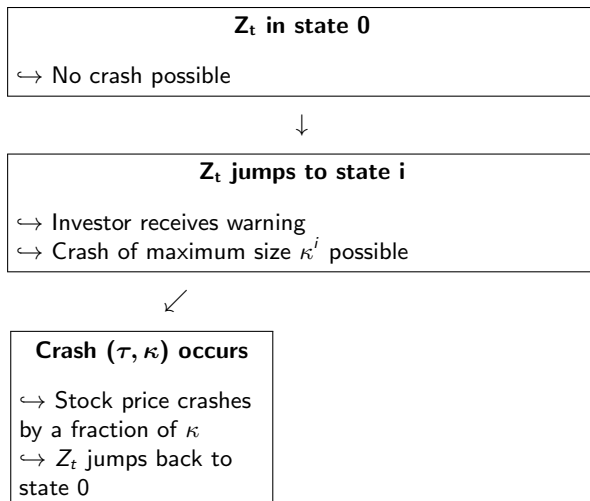 Z_t in state 0
↪ No crash possible
↓
Z_t jumps to state i
↪ Investor receives warning
↪ Crash of maximum size κ^i possible
↙
Crash (τ, κ) occurs
↪ Stock price crashes
by a fraction of κ
↪ Z_t jumps back to
state 0